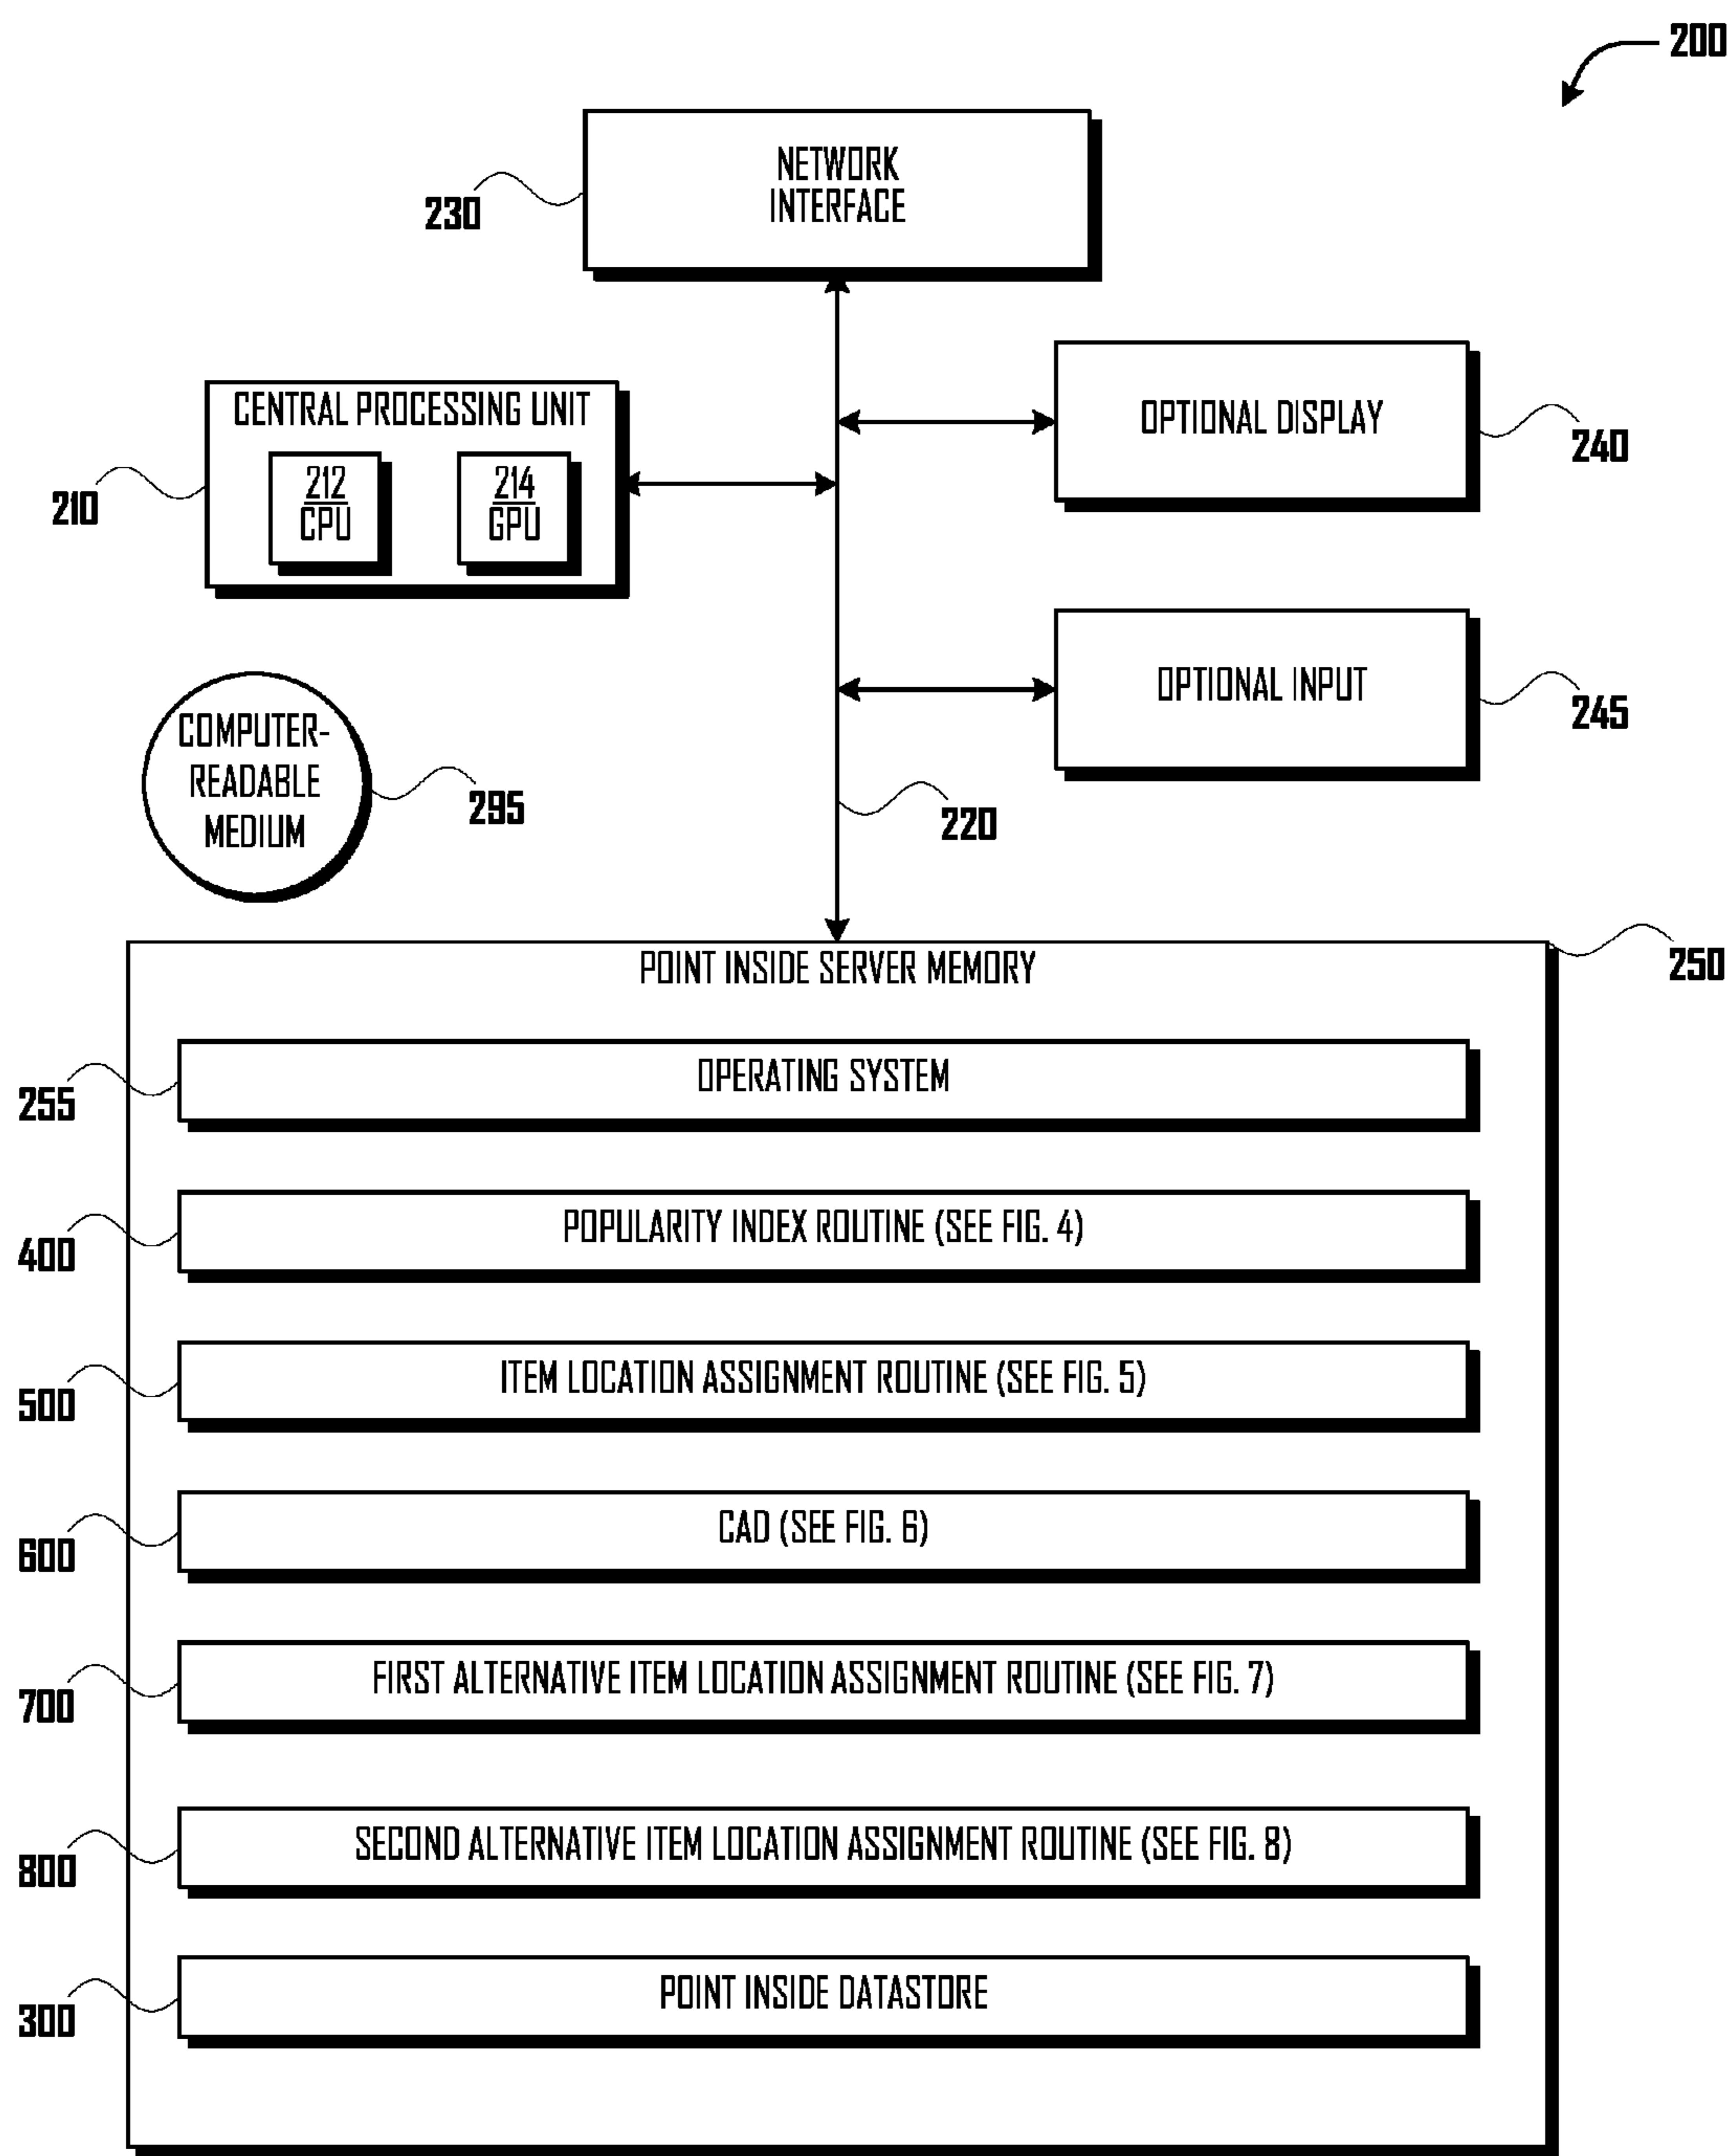 200
NETWORK
INTERFACE
230
CENTRAL PROCESSING UNIT
212
CPU
214
GPU
210
OPTIONAL DISPLAY
240
OPTIONAL INPUT
245
COMPUTER-
READABLE
MEDIUM
295
220
POINT INSIDE SERVER MEMORY
250
OPERATING SYSTEM
255
POPULARITY INDEX ROUTINE (SEE FIG. 4)
400
ITEM LOCATION ASSIGNMENT ROUTINE (SEE FIG. 5)
500
CAD (SEE FIG. 6)
600
FIRST ALTERNATIVE ITEM LOCATION ASSIGNMENT ROUTINE (SEE FIG. 7)
700
SECOND ALTERNATIVE ITEM LOCATION ASSIGNMENT ROUTINE (SEE FIG. 8)
800
POINT INSIDE DATASTORE
300